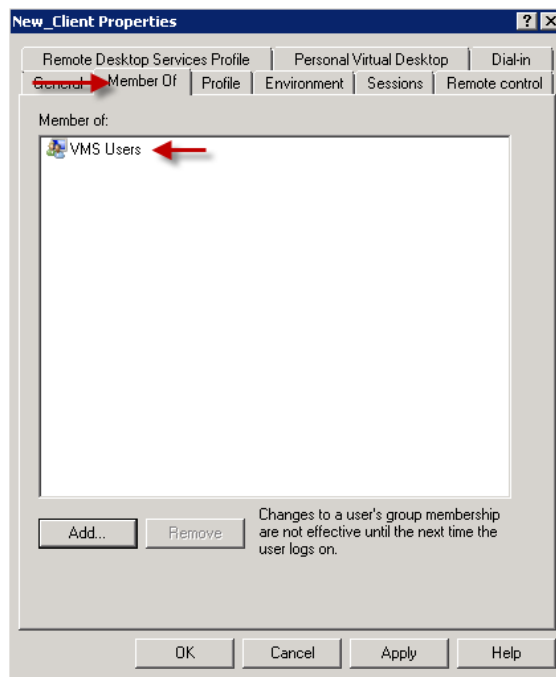 New_Client Properties
Remote Desktop Services Profile Personal Virtual Desktop Dial-in
General Member Of Profile Environment Sessions Remote control
Member of:
VMS Users
Add... Remove
Changes to a user's group membership
are not effective until the next time the
user logs on.
OK Cancel Apply Help